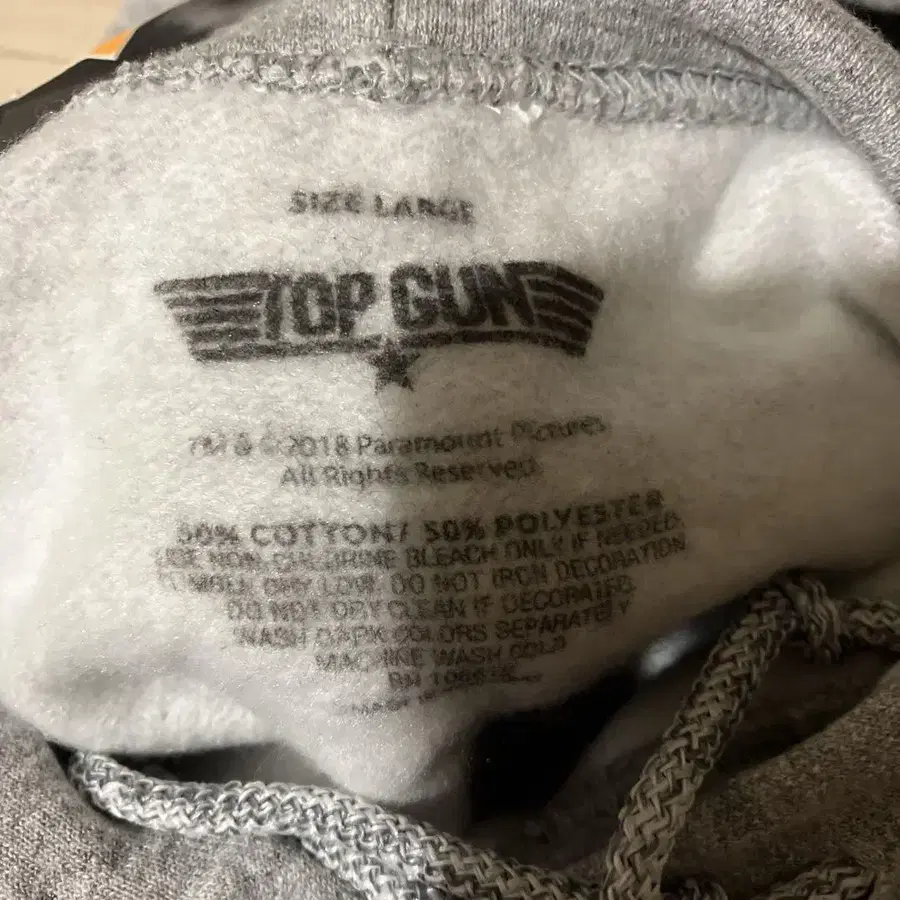 SIZE LARGE
TOP GUN
TM & © 2018 Paramount Pictures.
All Rights Reserved.
50% COTTON/ 50% POLYESTER
USE NON-CHLORINE BLEACH ONLY IF NEEDED.
TUMBLE DRY LOW. DO NOT IRON DECORATION
DO NOT DRY CLEAN IF DECORATED
WASH DARK COLORS SEPARATELY
MACHINE WASH COLD
RN
MADE